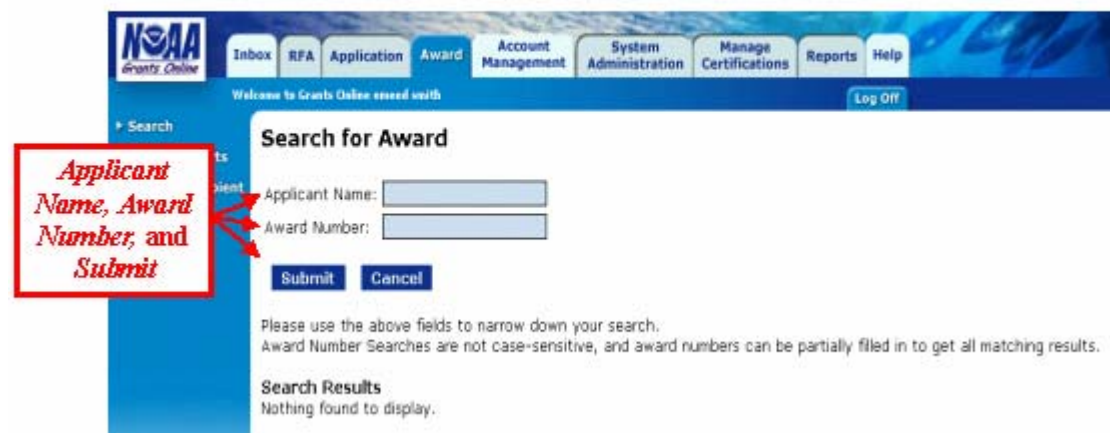 NOAA
Grants Online
Inbox RFA Application Award Account Management System Administration Manage Certifications Reports Help
Welcome to Grants Online emeed smith
Log Off
Search
Search for Award
ts
pient
Applicant
Name, Award
Number, and
Submit
Applicant Name:
Award Number:
Submit Cancel
Please use the above fields to narrow down your search.
Award Number Searches are not case-sensitive, and award numbers can be partially filled in to get all matching results.
Search Results
Nothing found to display.